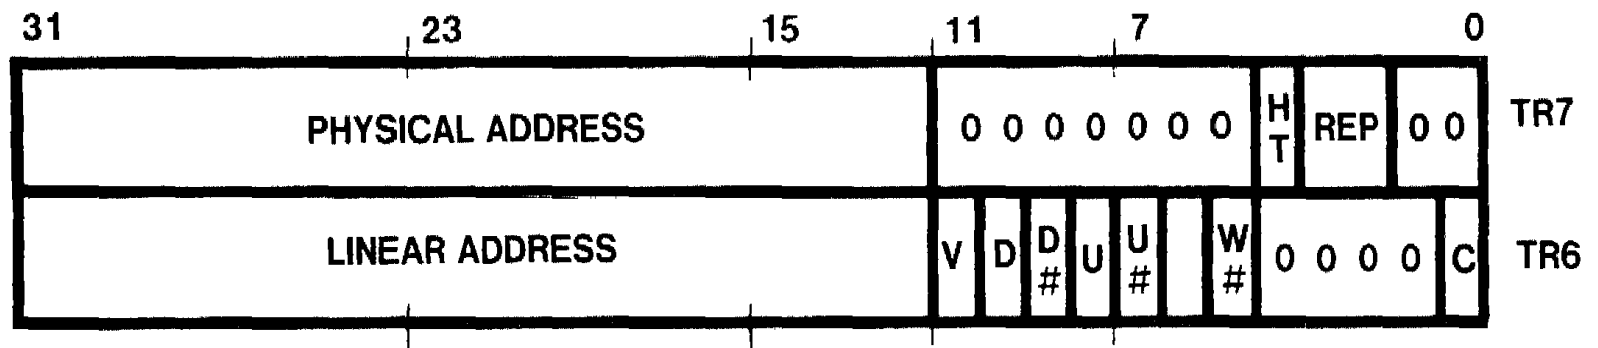 31 23 15 11 7 0
PHYSICAL ADDRESS 0 0 0 0 0 0 0 HT REP 0 0 TR7
LINEAR ADDRESS V D D# U U# W# 0 0 0 0 C TR6